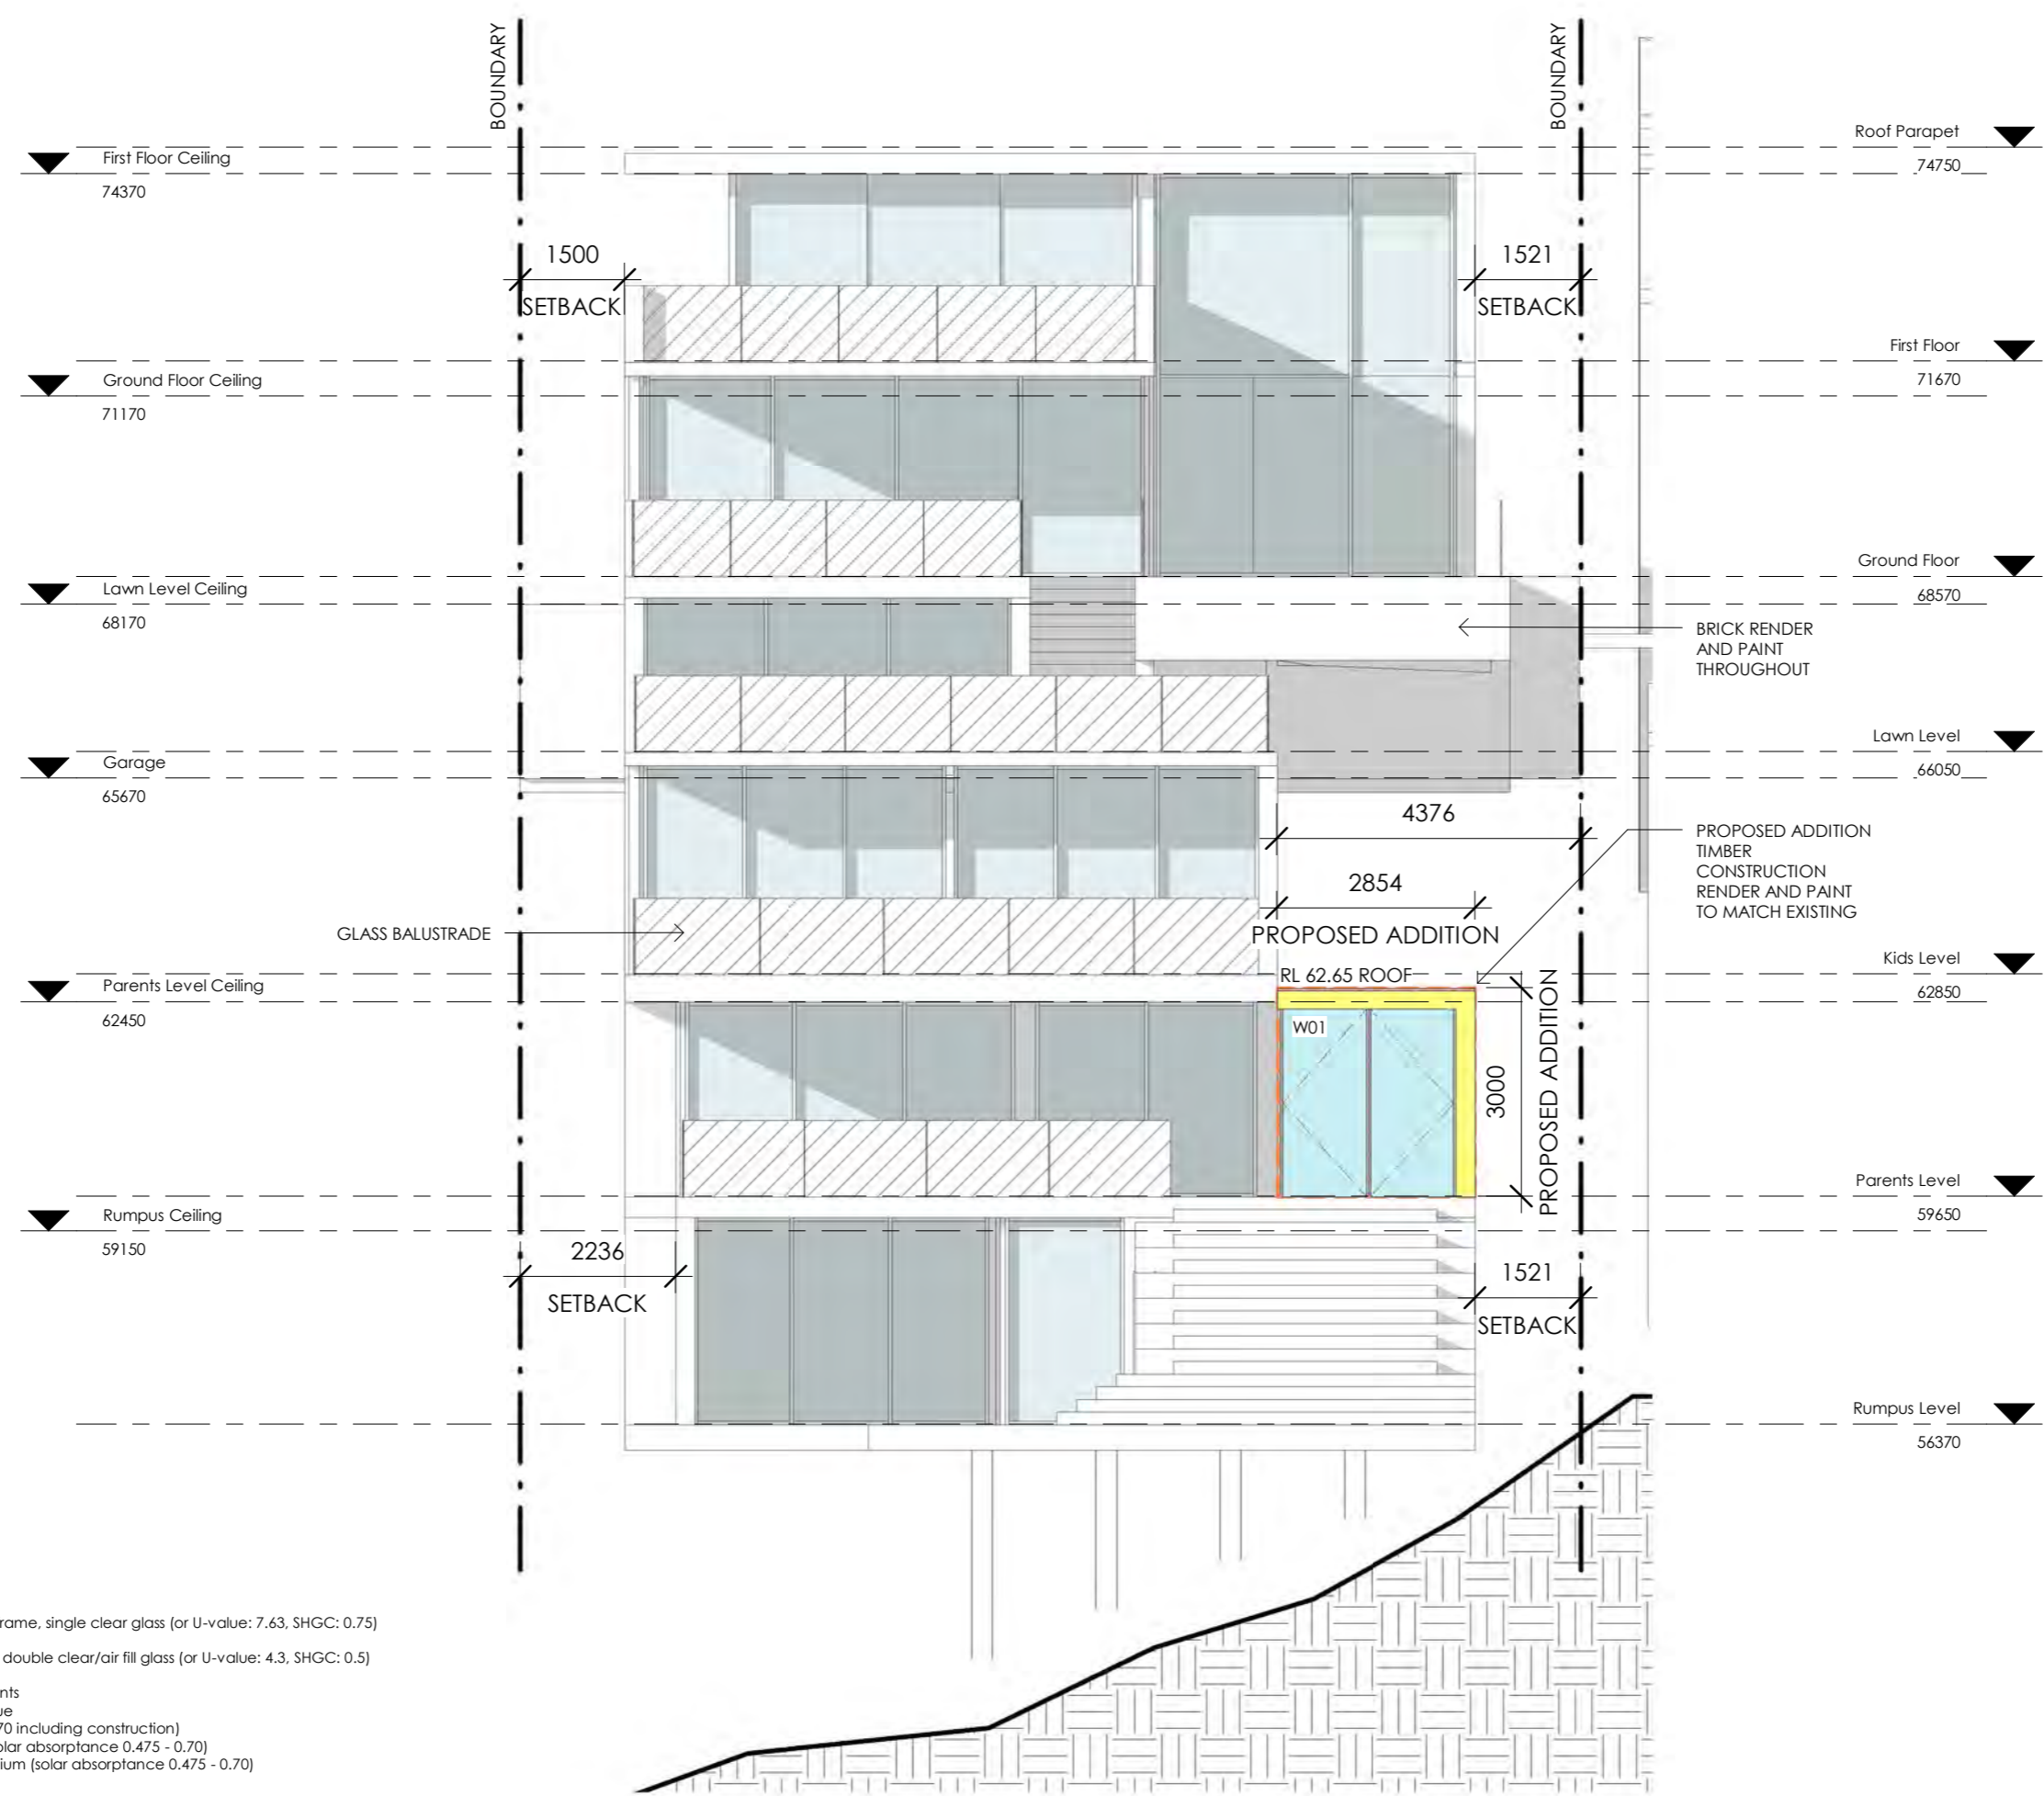 BOUNDARY
BOUNDARY
First Floor Ceiling
74370
Roof Parapet
74750
1500
SETBACK
1521
SETBACK
Ground Floor Ceiling
71170
First Floor
71670
Lawn Level Ceiling
68170
Ground Floor
68570
BRICK RENDER
AND PAINT
THROUGHOUT
Garage
65670
Lawn Level
66050
4376
PROPOSED ADDITION
TIMBER
CONSTRUCTION
RENDER AND PAINT
TO MATCH EXISTING
2854
PROPOSED ADDITION
GLASS BALUSTRADE
RL 62.65 ROOF
Parents Level Ceiling
62450
Kids Level
62850
W01
3000
PROPOSED ADDITION
Rumpus Ceiling
59150
Parents Level
59650
2236
SETBACK
1521
SETBACK
Rumpus Level
56370
rame, single clear glass (or U-value: 7.63, SHGC: 0.75)
double clear/air fill glass (or U-value: 4.3, SHGC: 0.5)
nts
ue
70 including construction)
olar absorptance 0.475 - 0.70)
ium (solar absorptance 0.475 - 0.70)